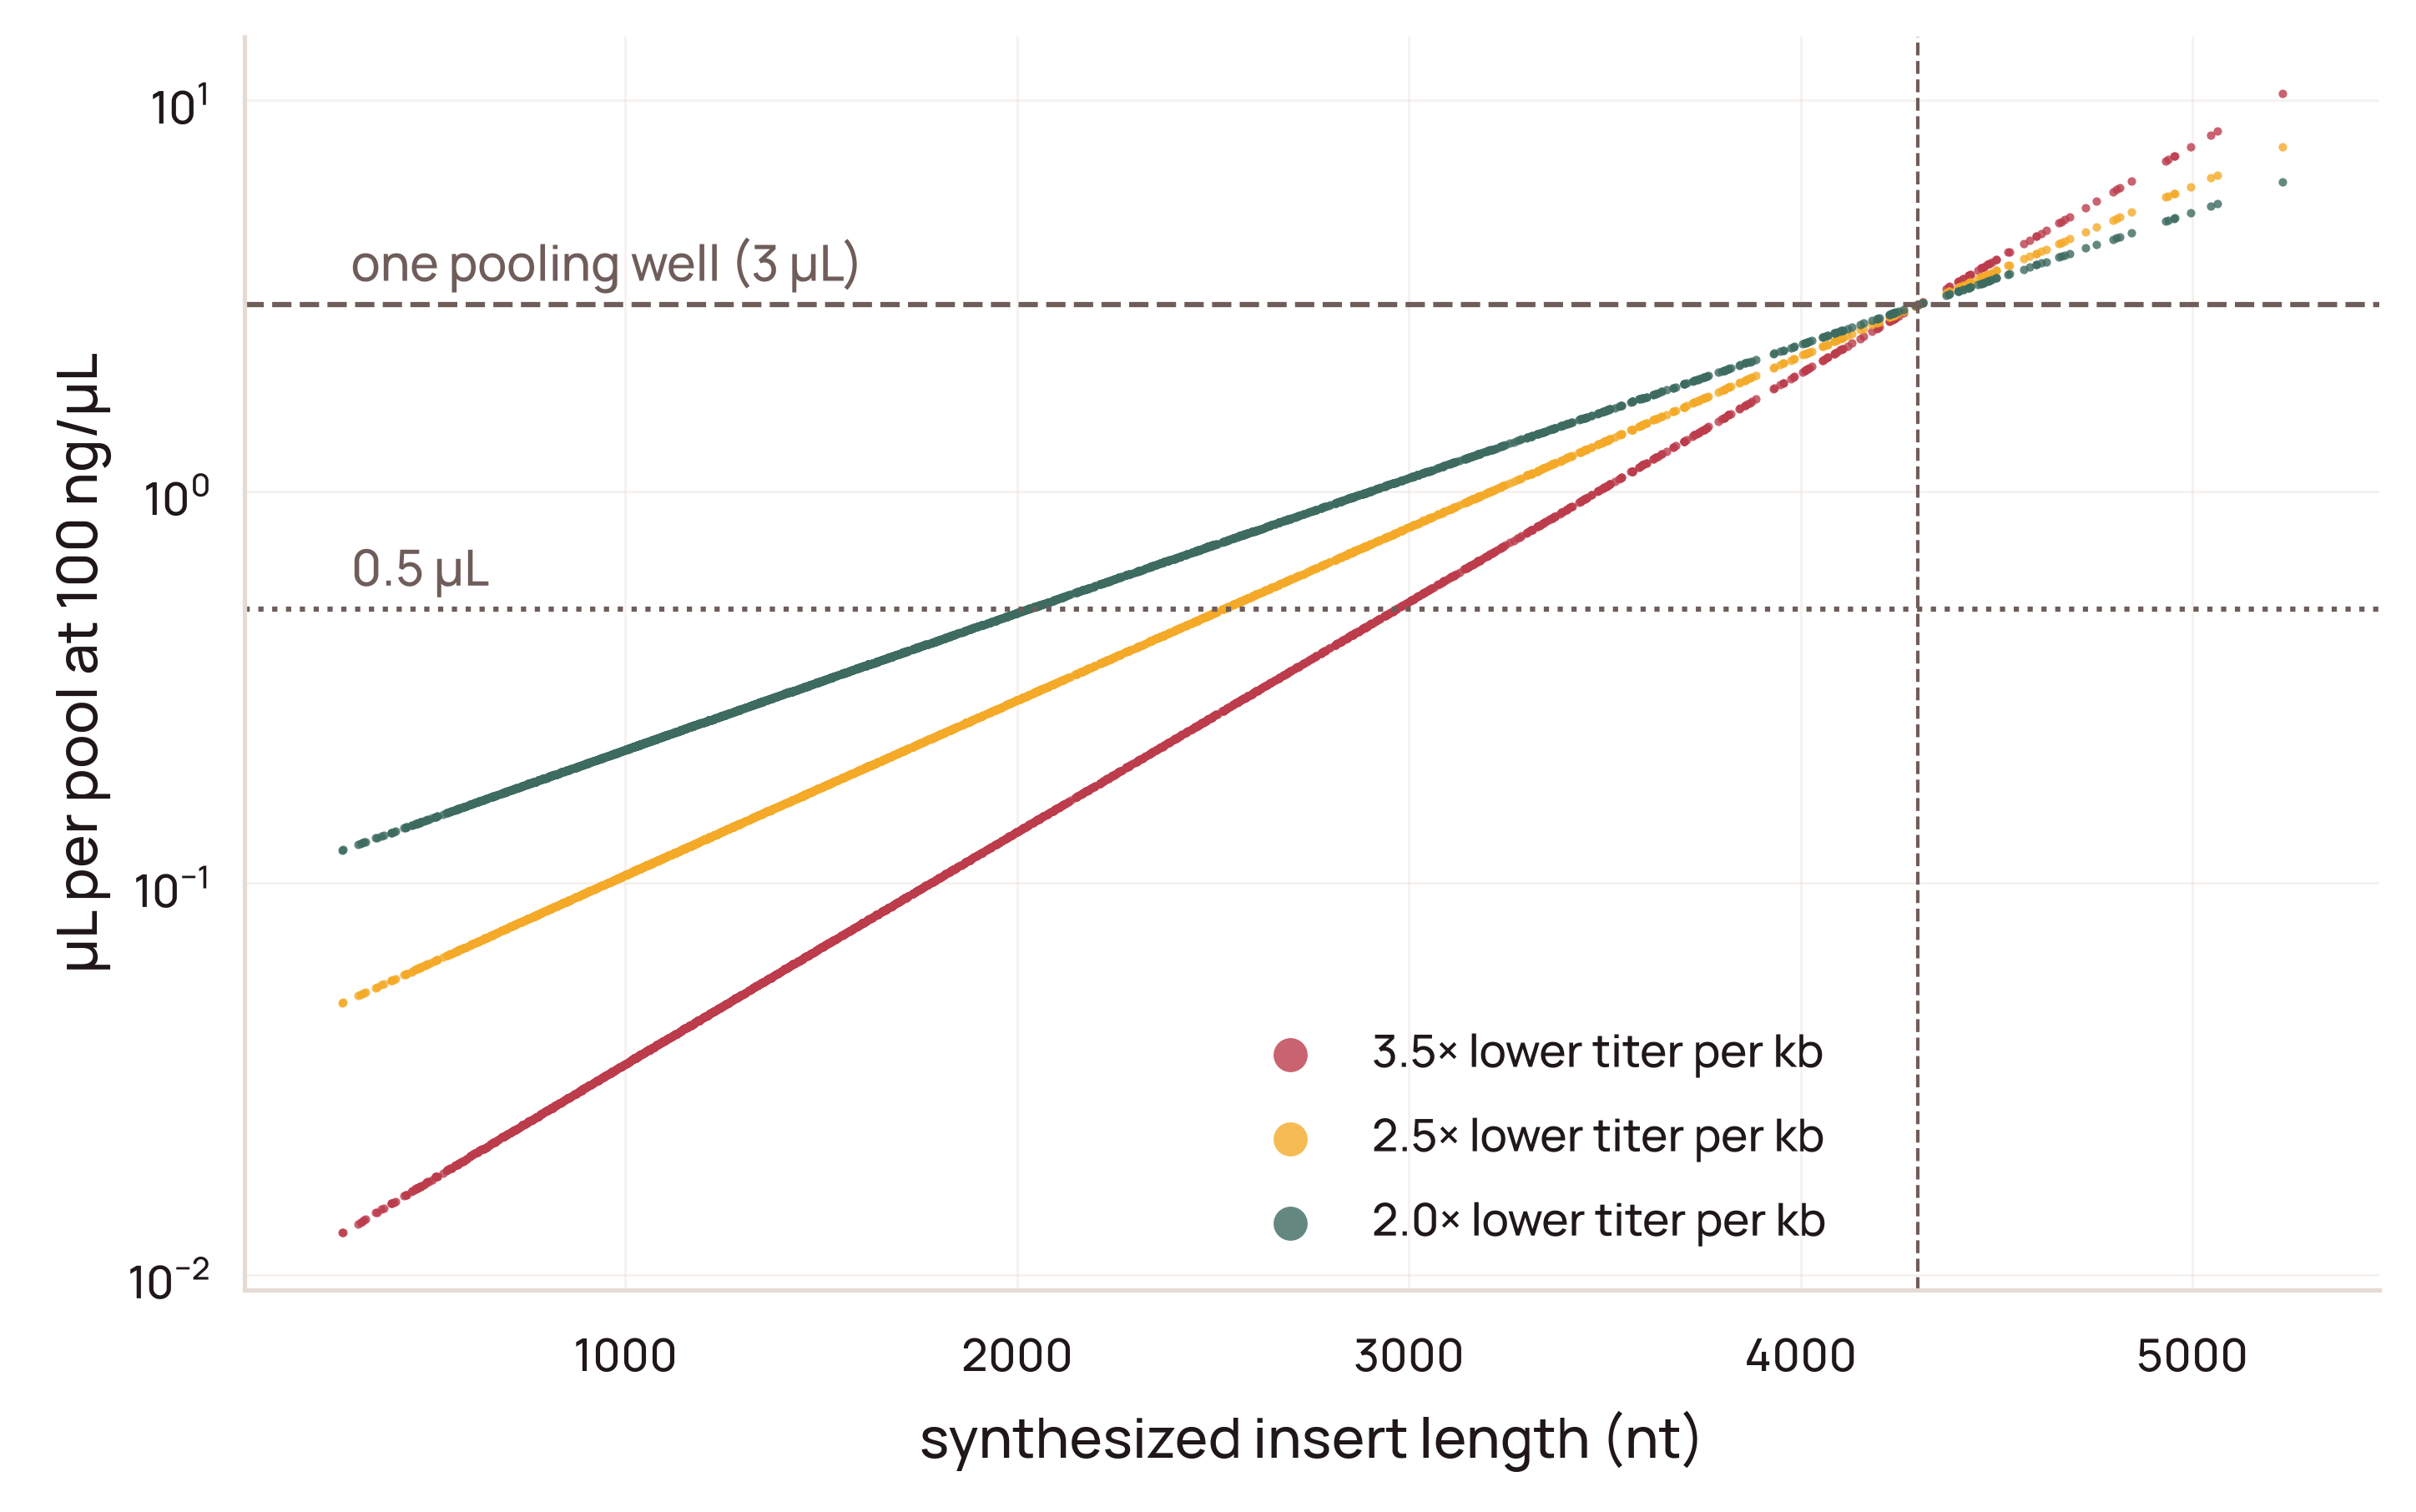 10¹
one pooling well (3 µL)
10⁰
0.5 µL
10⁻¹
10⁻²
µL per pool at 100 ng/µL
3.5× lower titer per kb
2.5× lower titer per kb
2.0× lower titer per kb
1000 2000 3000 4000 5000
synthesized insert length (nt)